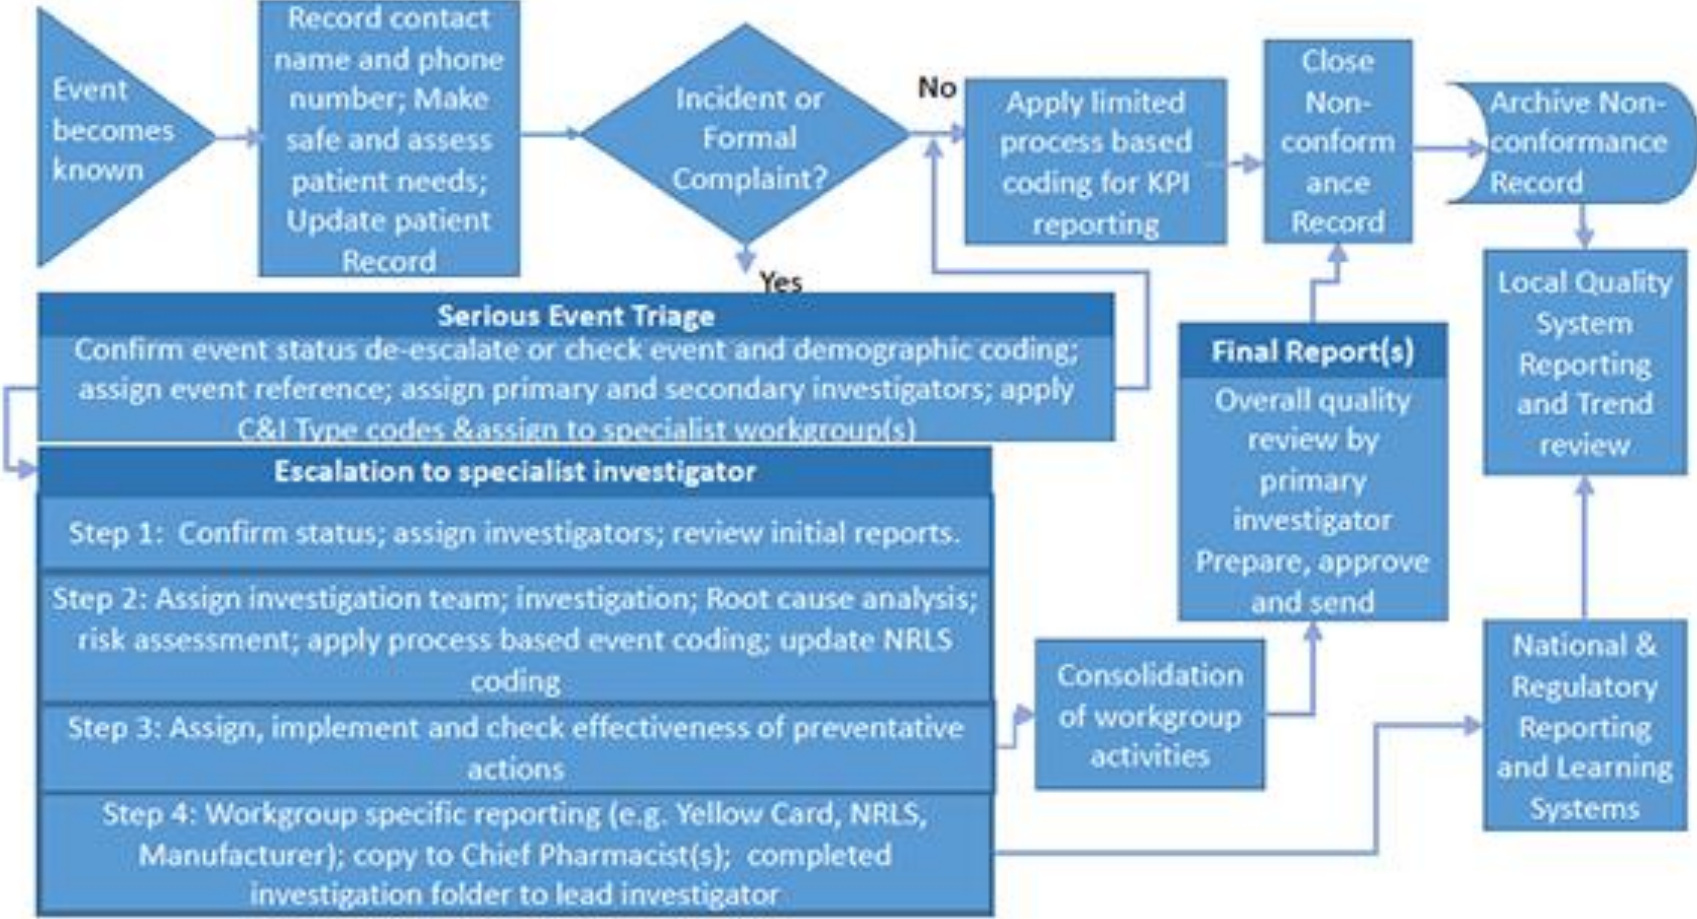 Event
becomes
known
Record contact
name and phone
number; Make
safe and assess
patient needs;
Update patient
Record
Incident or
Formal
Complaint?
No
Yes
Apply limited
process based
coding for KPI
reporting
Close
Non-
conform
ance
Record
Archive Non-
conformance
Record
Local Quality
System
Reporting
and Trend
review
Serious Event Triage
Confirm event status de-escalate or check event and demographic coding;
assign event reference; assign primary and secondary investigators; apply
C&I Type codes &assign to specialist workgroup(s)
Escalation to specialist investigator
Step 1: Confirm status; assign investigators; review initial reports.
Step 2: Assign investigation team; investigation; Root cause analysis;
risk assessment; apply process based event coding; update NRLS
coding
Step 3: Assign, implement and check effectiveness of preventative
actions
Step 4: Workgroup specific reporting (e.g. Yellow Card, NRLS,
Manufacturer); copy to Chief Pharmacist(s); completed
investigation folder to lead investigator
Consolidation
of workgroup
activities
Final Report(s)
Overall quality
review by
primary
investigator
Prepare, approve
and send
National &
Regulatory
Reporting
and Learning
Systems